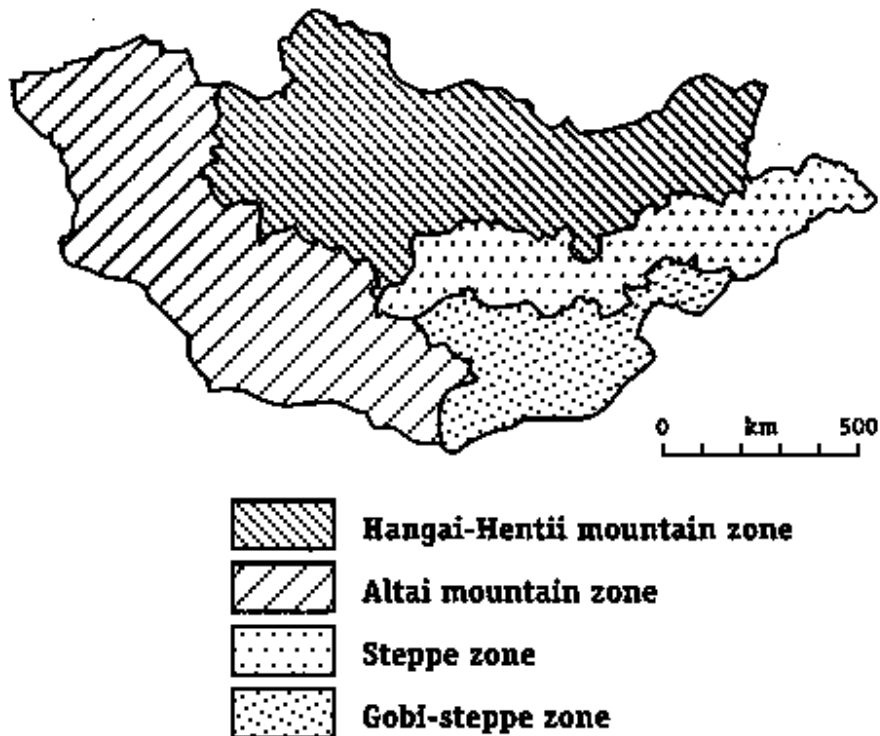 0 km 500
Hangai-Hentii mountain zone
Altai mountain zone
Steppe zone
Gobi-steppe zone